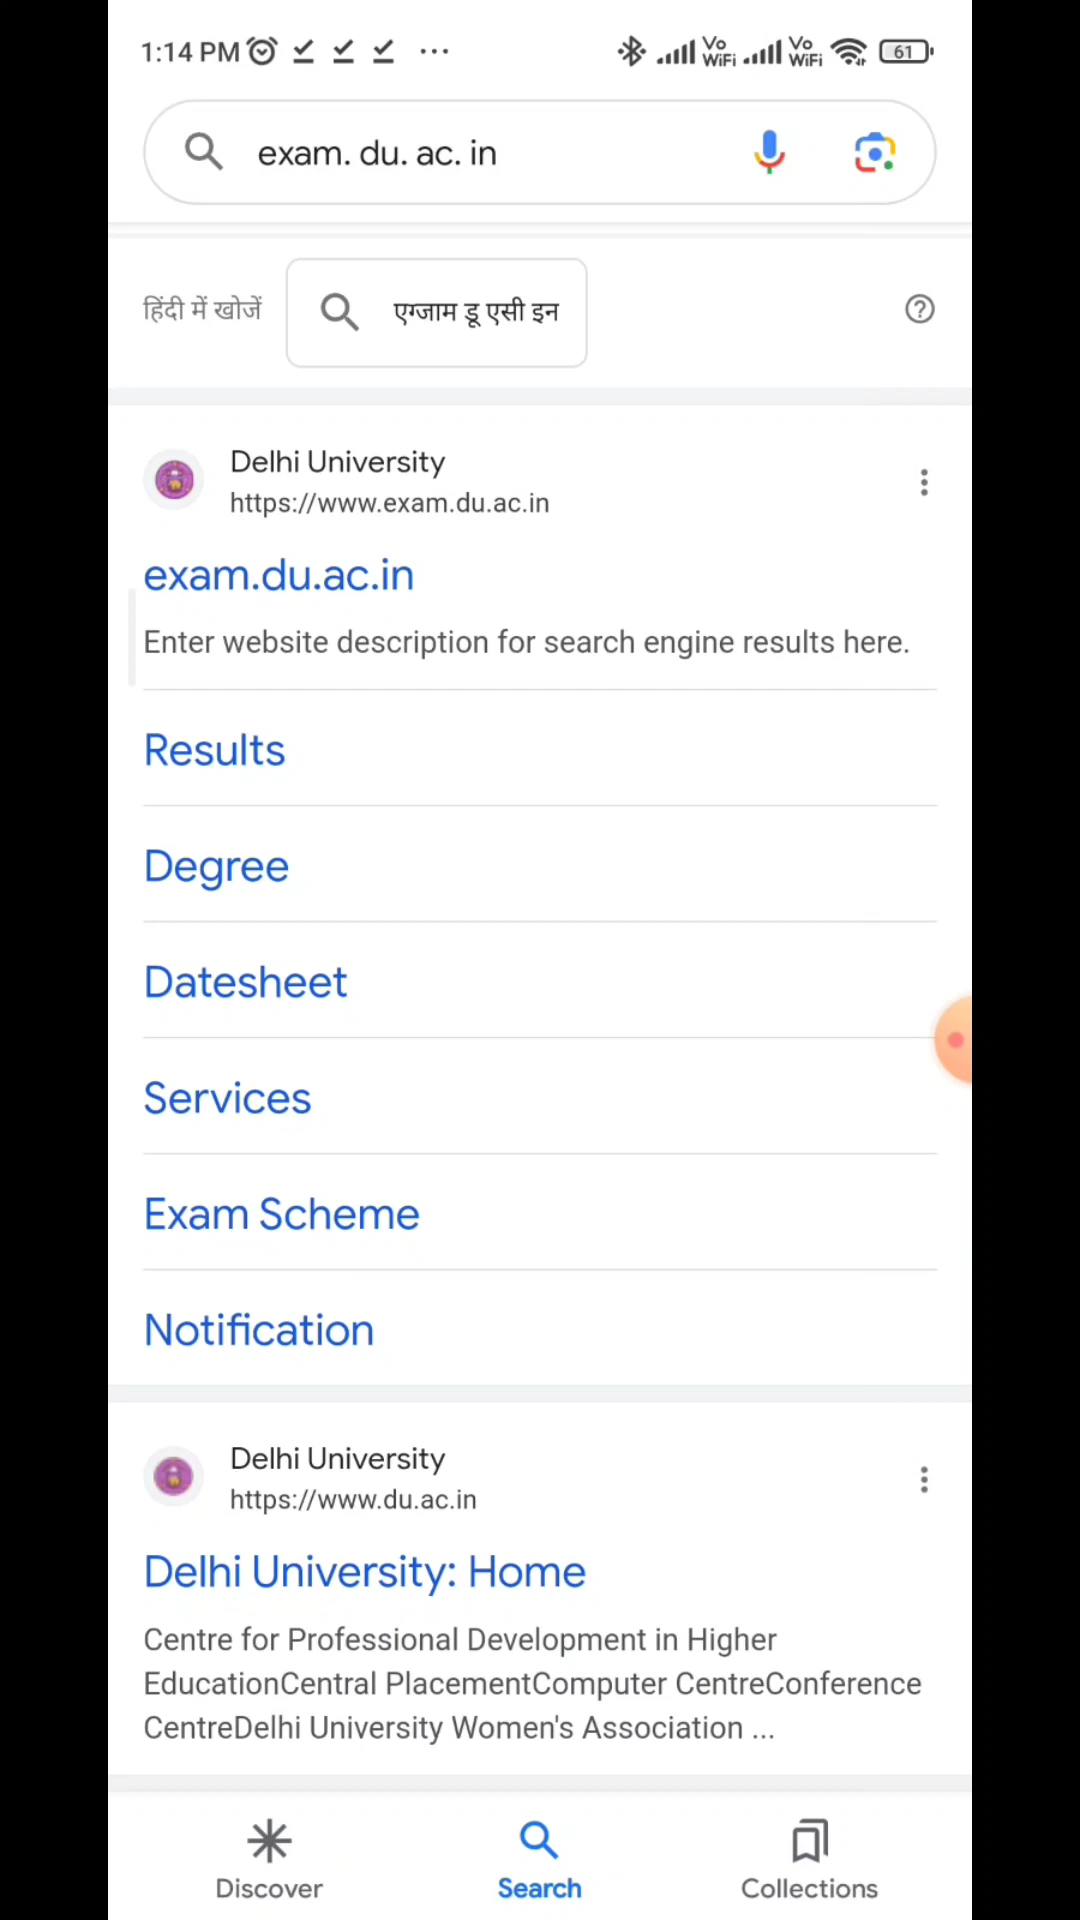 1:14 PM ... Vo WiFi Vo WiFi 61
exam. du. ac. in
हिंदी में खोजें एग्जाम डू एसी इन
Delhi University
https://www.exam.du.ac.in
exam.du.ac.in
Enter website description for search engine results here.
Results
Degree
Datesheet
Services
Exam Scheme
Notification
Delhi University
https://www.du.ac.in
Delhi University: Home
Centre for Professional Development in Higher
EducationCentral PlacementComputer CentreConference
CentreDelhi University Women's Association ...
Discover Search Collections